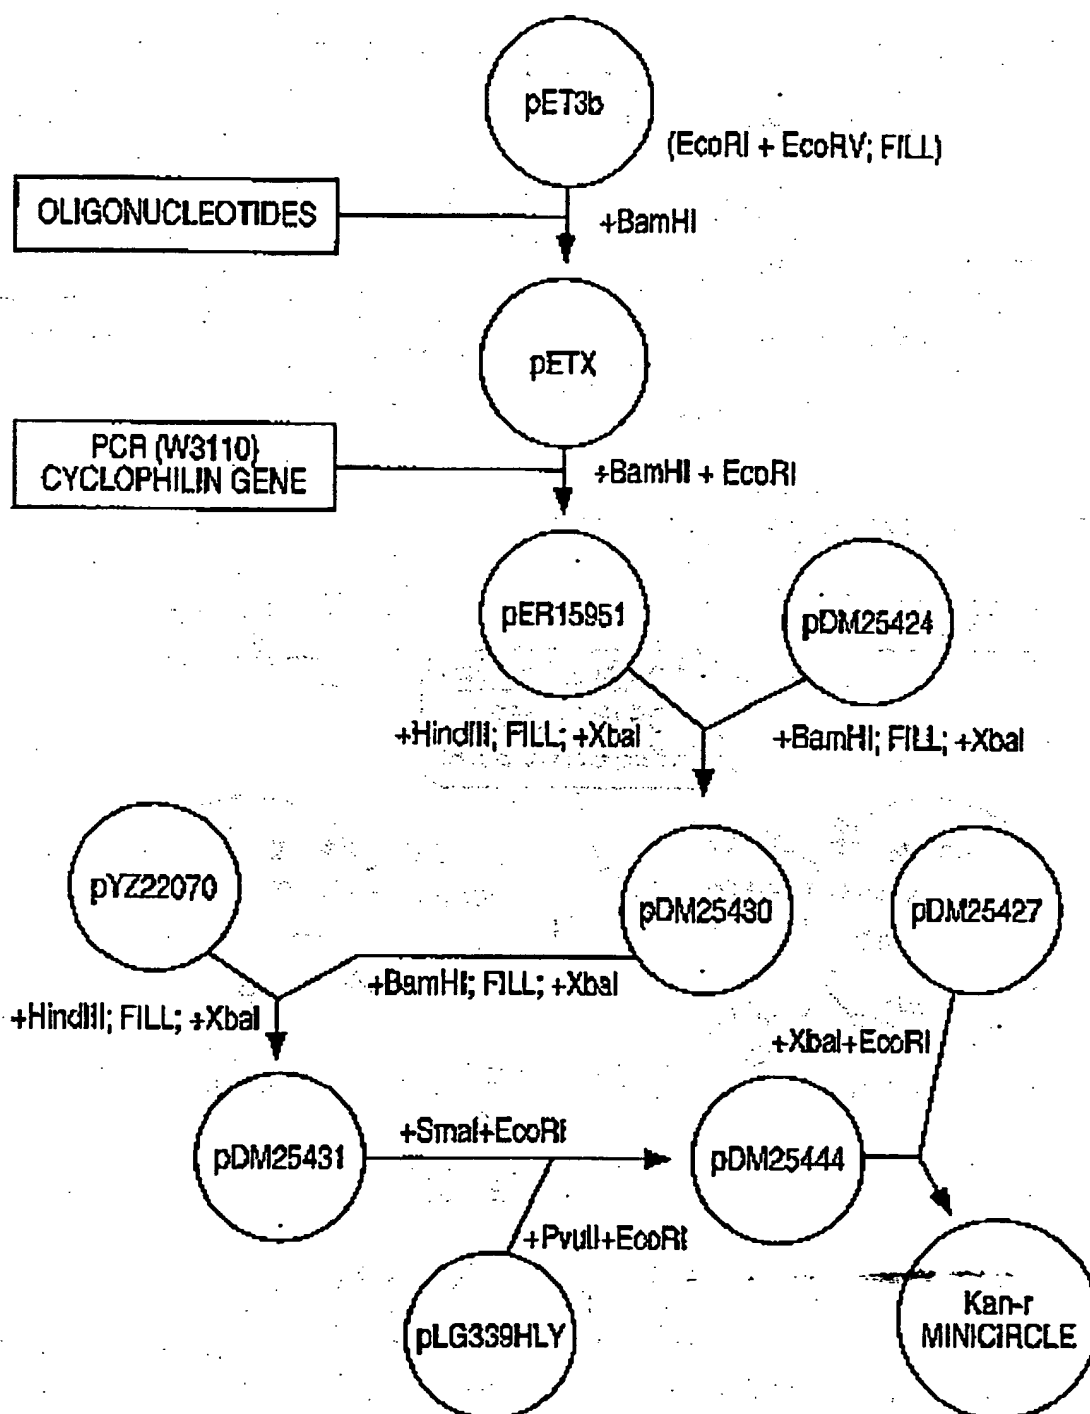 pET3b
(EcoRI + EcoRV; FILL)
OLIGONUCLEOTIDES
+BamHI
pETX
PCR (W3110)
CYCLOPHILIN GENE
+BamHI + EcoRI
pER15951
pDM25424
+HindIII; FILL; +XbaI
+BamHI; FILL; +XbaI
pYZ22070
pDM25430
pDM25427
+BamHI; FILL; +XbaI
+HindIII; FILL; +XbaI
+XbaI+EcoRI
pDM25431
+SmaI+EcoRI
pDM25444
+PvuII+EcoRI
pLG339HLY
Kan-r
MINICIRCLE